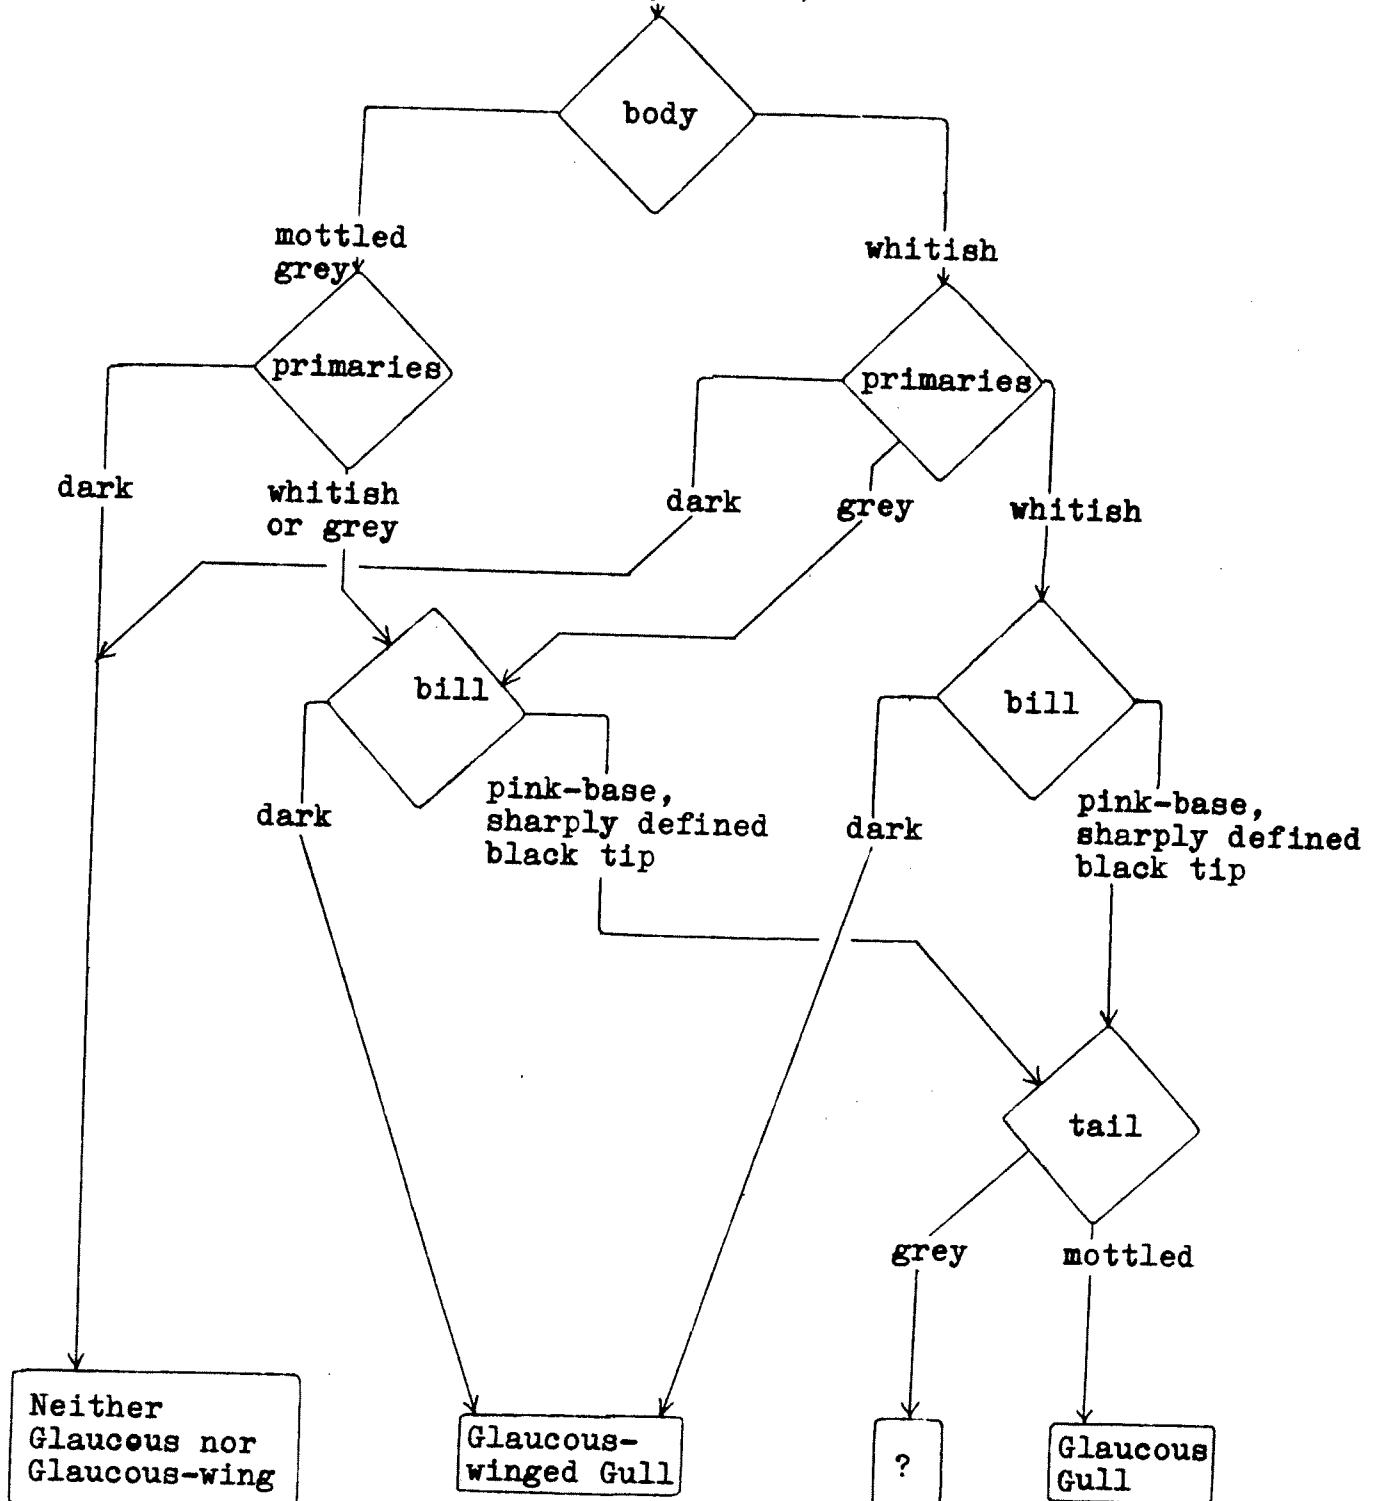 body
mottled
grey
whitish
primaries
primaries
dark
whitish
or grey
dark
grey
whitish
bill
bill
dark
pink-base,
sharply defined
black tip
dark
pink-base,
sharply defined
black tip
tail
grey
mottled
Neither
Glaucous nor
Glaucous-wing
Glaucous-
winged Gull
?
Glaucous
Gull